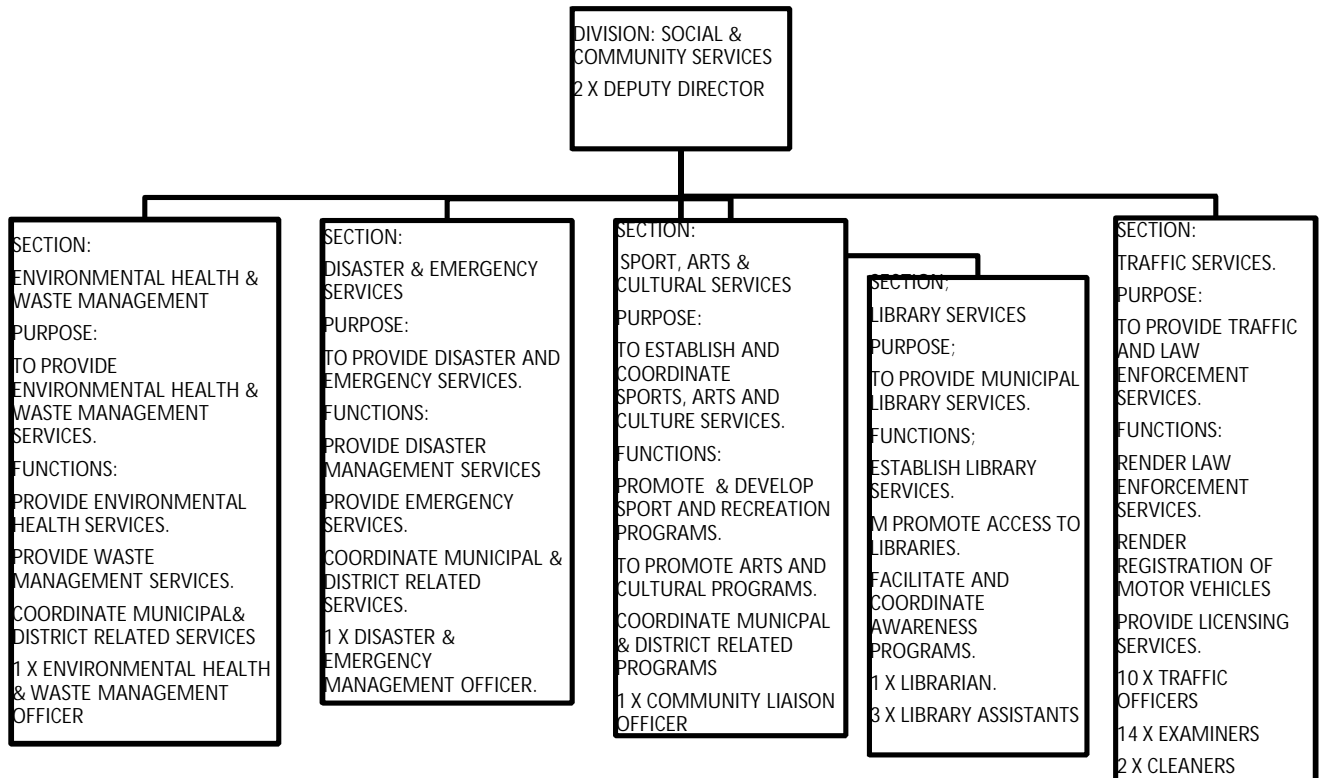 DIVISION: SOCIAL &
COMMUNITY SERVICES
2 X DEPUTY DIRECTOR
SECTION:
ENVIRONMENTAL HEALTH &
WASTE MANAGEMENT
PURPOSE:
TO PROVIDE
ENVIRONMENTAL HEALTH &
WASTE MANAGEMENT
SERVICES.
FUNCTIONS:
PROVIDE ENVIRONMENTAL
HEALTH SERVICES.
PROVIDE WASTE
MANAGEMENT SERVICES.
COORDINATE MUNICIPAL&
DISTRICT RELATED SERVICES
1 X ENVIRONMENTAL HEALTH
& WASTE MANAGEMENT
OFFICER
SECTION:
DISASTER & EMERGENCY
SERVICES
PURPOSE:
TO PROVIDE DISASTER AND
EMERGENCY SERVICES.
FUNCTIONS:
PROVIDE DISASTER
MANAGEMENT SERVICES
PROVIDE EMERGENCY
SERVICES.
COORDINATE MUNICIPAL &
DISTRICT RELATED
SERVICES.
1 X DISASTER &
EMERGENCY
MANAGEMENT OFFICER.
SECTION:
SPORT, ARTS &
CULTURAL SERVICES
PURPOSE:
TO ESTABLISH AND
COORDINATE
SPORTS, ARTS AND
CULTURE SERVICES.
FUNCTIONS:
PROMOTE & DEVELOP
SPORT AND RECREATION
PROGRAMS.
TO PROMOTE ARTS AND
CULTURAL PROGRAMS.
COORDINATE MUNICPAL
& DISTRICT RELATED
PROGRAMS
1 X COMMUNITY LIAISON
OFFICER
SECTION;
LIBRARY SERVICES
PURPOSE;
TO PROVIDE MUNICIPAL
LIBRARY SERVICES.
FUNCTIONS;
ESTABLISH LIBRARY
SERVICES.
M PROMOTE ACCESS TO
LIBRARIES.
FACILITATE AND
COORDINATE
AWARENESS
PROGRAMS.
1 X LIBRARIAN.
3 X LIBRARY ASSISTANTS
SECTION:
TRAFFIC SERVICES.
PURPOSE:
TO PROVIDE TRAFFIC
AND LAW
ENFORCEMENT
SERVICES.
FUNCTIONS:
RENDER LAW
ENFORCEMENT
SERVICES.
RENDER
REGISTRATION OF
MOTOR VEHICLES
PROVIDE LICENSING
SERVICES.
10 X TRAFFIC
OFFICERS
14 X EXAMINERS
2 X CLEANERS